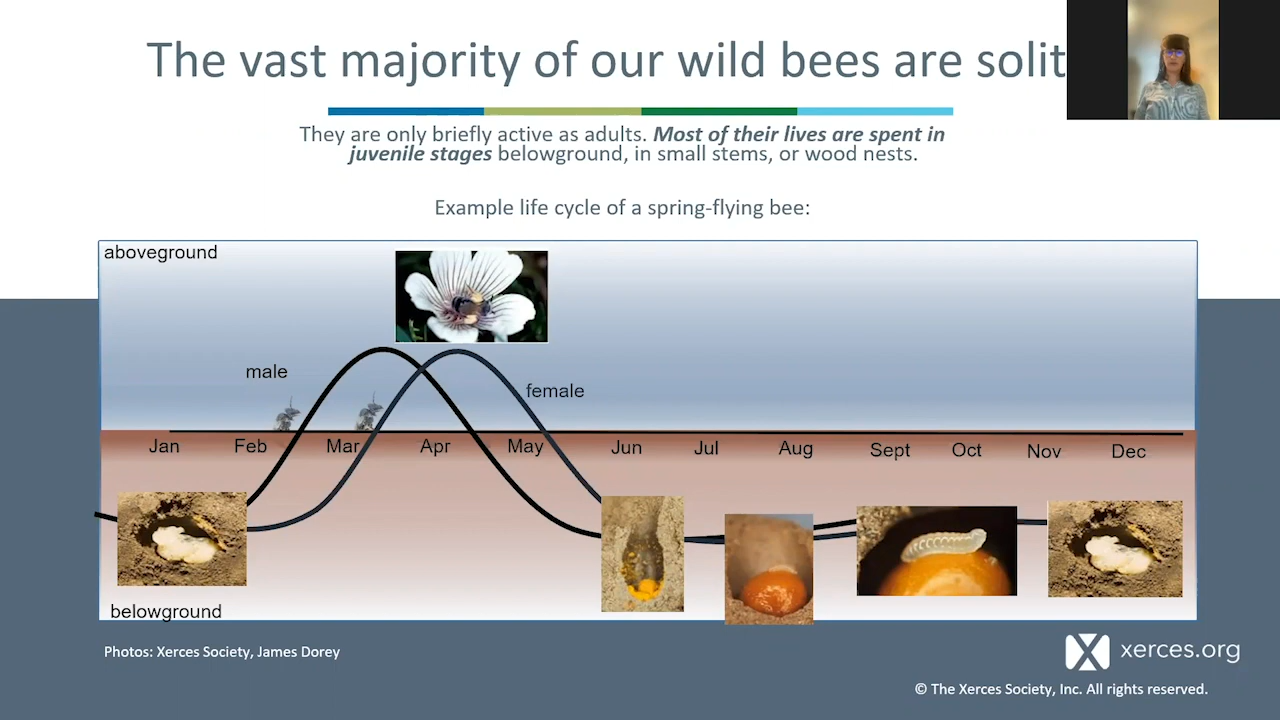 The vast majority of our wild bees are solit
They are only briefly active as adults. Most of their lives are spent in
juvenile stages belowground, in small stems, or wood nests.
Example life cycle of a spring-flying bee:
aboveground
male
female
Jan Feb Mar Apr May Jun Jul Aug Sept Oct Nov Dec
belowground
Photos: Xerces Society, James Dorey
xerces.org
© The Xerces Society, Inc. All rights reserved.